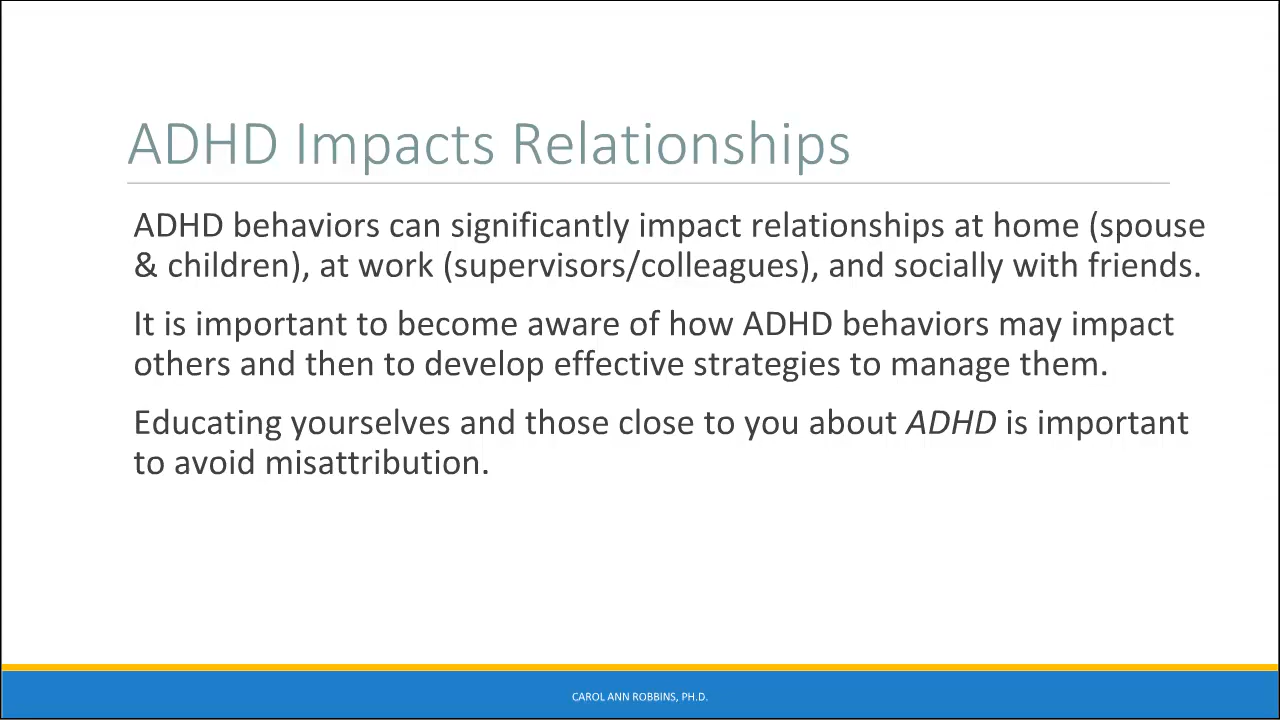 ADHD Impacts Relationships
ADHD behaviors can significantly impact relationships at home (spouse
& children), at work (supervisors/colleagues), and socially with friends.
It is important to become aware of how ADHD behaviors may impact
others and then to develop effective strategies to manage them.
Educating yourselves and those close to you about ADHD is important
to avoid misattribution.
CAROL ANN ROBBINS, PH.D.